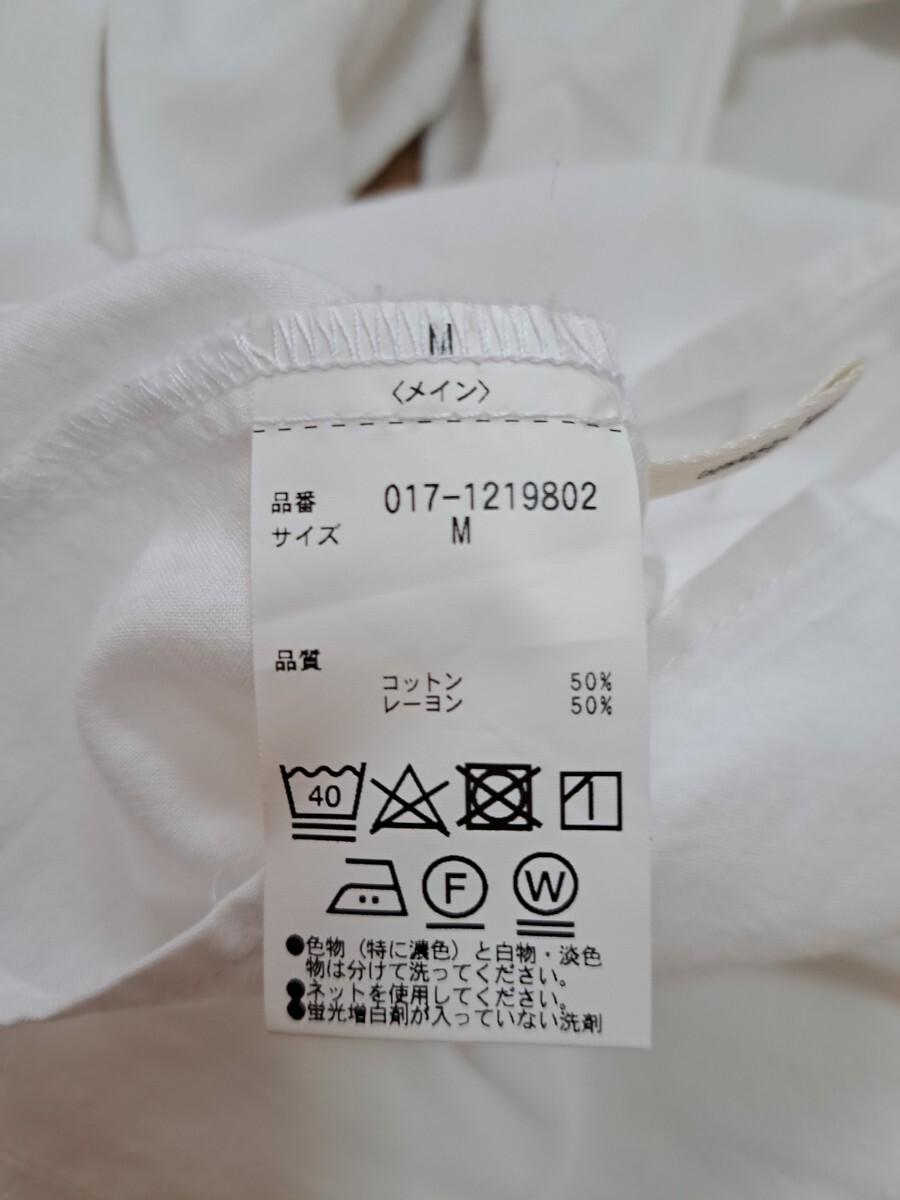 M
〈メイン〉
品番 017-1219802
サイズ M
品質
コットン 50%
レーヨン 50%
40
F W
●色物(特に濃色)と白物・淡色
物は分けて洗ってください。
●ネットを使用してください。
●蛍光増白剤が入っていない洗剤